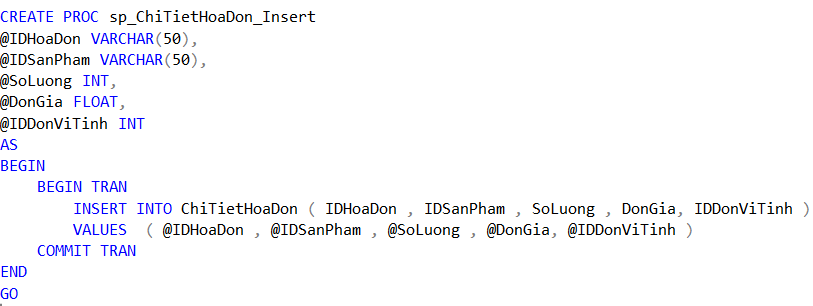 CREATE PROC sp_ChiTietHoaDon_Insert
@IDHoaDon VARCHAR(50),
@IDSanPham VARCHAR(50),
@SoLuong INT,
@DonGia FLOAT,
@IDDonViTinh INT
AS
BEGIN
BEGIN TRAN
INSERT INTO ChiTietHoaDon ( IDHoaDon , IDSanPham , SoLuong , DonGia, IDDonViTinh )
VALUES ( @IDHoaDon , @IDSanPham , @SoLuong , @DonGia, @IDDonViTinh )
COMMIT TRAN
END
GO